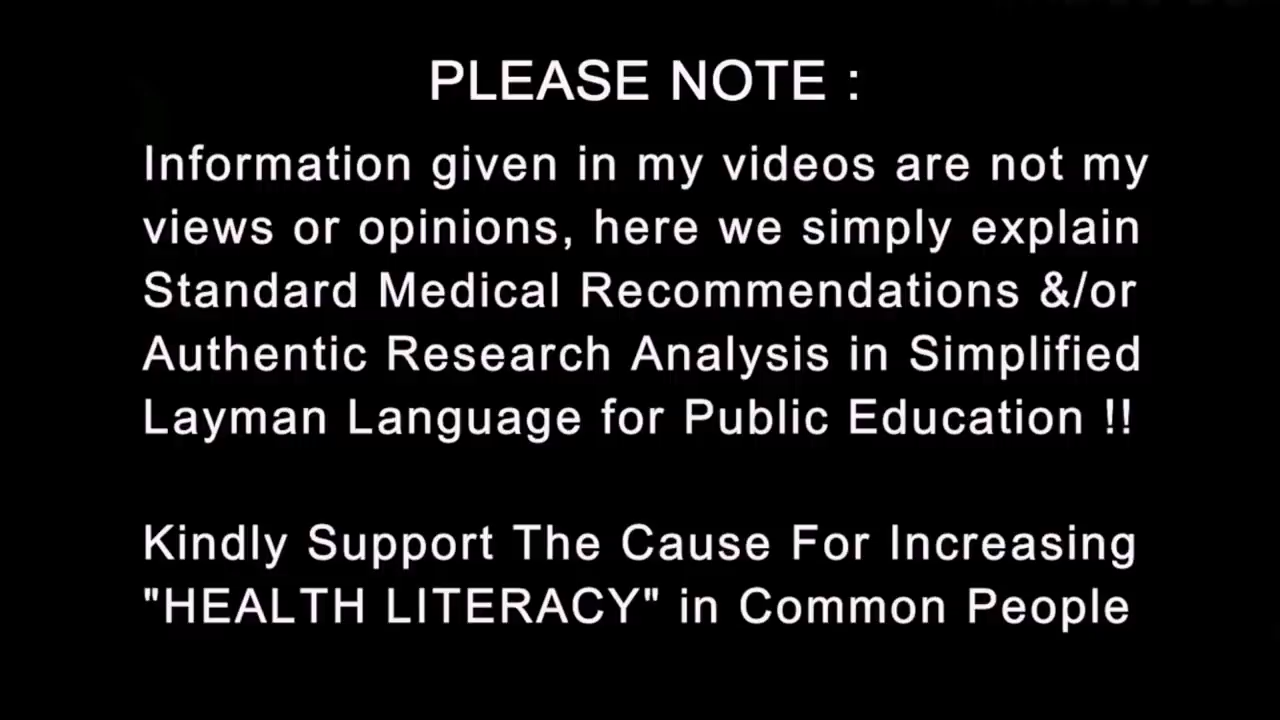 PLEASE NOTE :
Information given in my videos are not my
views or opinions, here we simply explain
Standard Medical Recommendations &/or
Authentic Research Analysis in Simplified
Layman Language for Public Education !!
Kindly Support The Cause For Increasing
"HEALTH LITERACY" in Common People